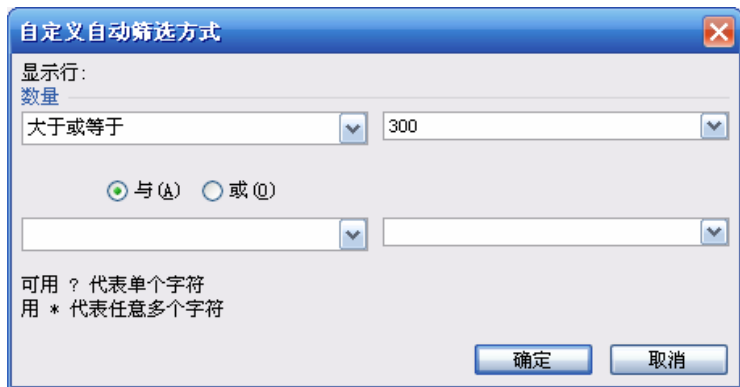 自定义自动筛选方式
显示行:
数量
大于或等于 300
与(A) 或(O)
可用 ? 代表单个字符
用 * 代表任意多个字符
确定 取消